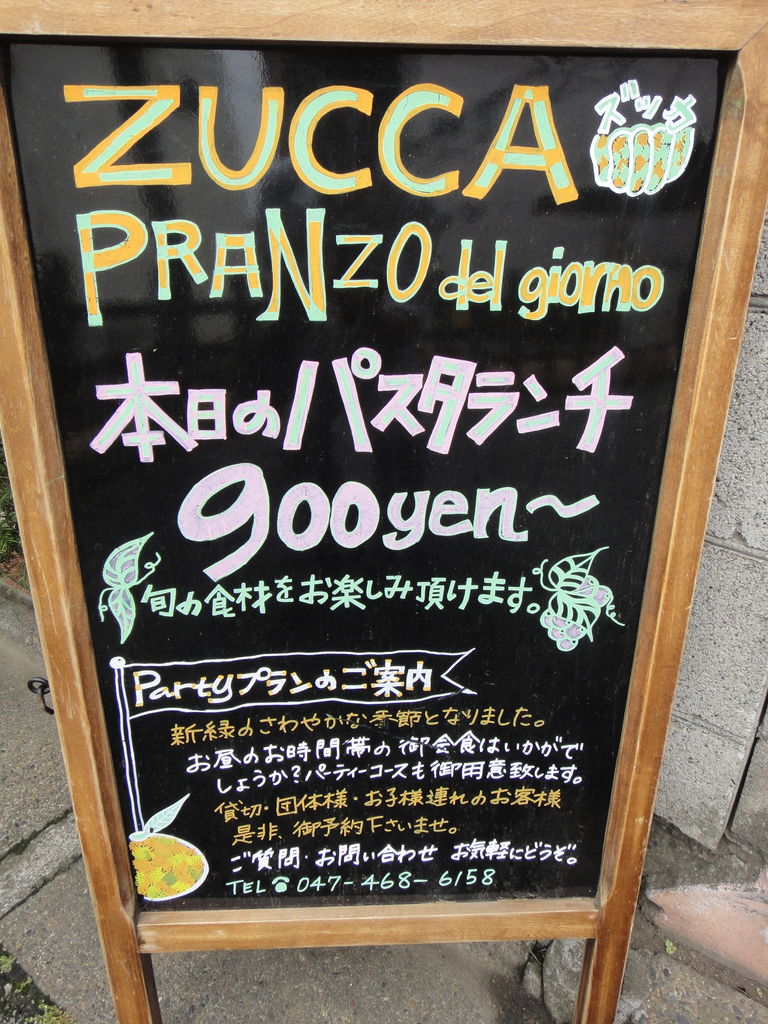 ZUCCA ズッカ
PRANZO del giorno
本日のパスタランチ
900yen〜
旬の食材をお楽しみ頂けます。
Partyプランのご案内
新緑のさわやかな季節となりました。
お昼のお時間帯の御会食はいかがで
しょうか?パーティーコースも御用意致します。
貸切・団体様・お子様連れのお客様
是非、御予約下さいませ。
ご質問・お問い合わせ お気軽にどうぞ。
TEL☎047-468-6158